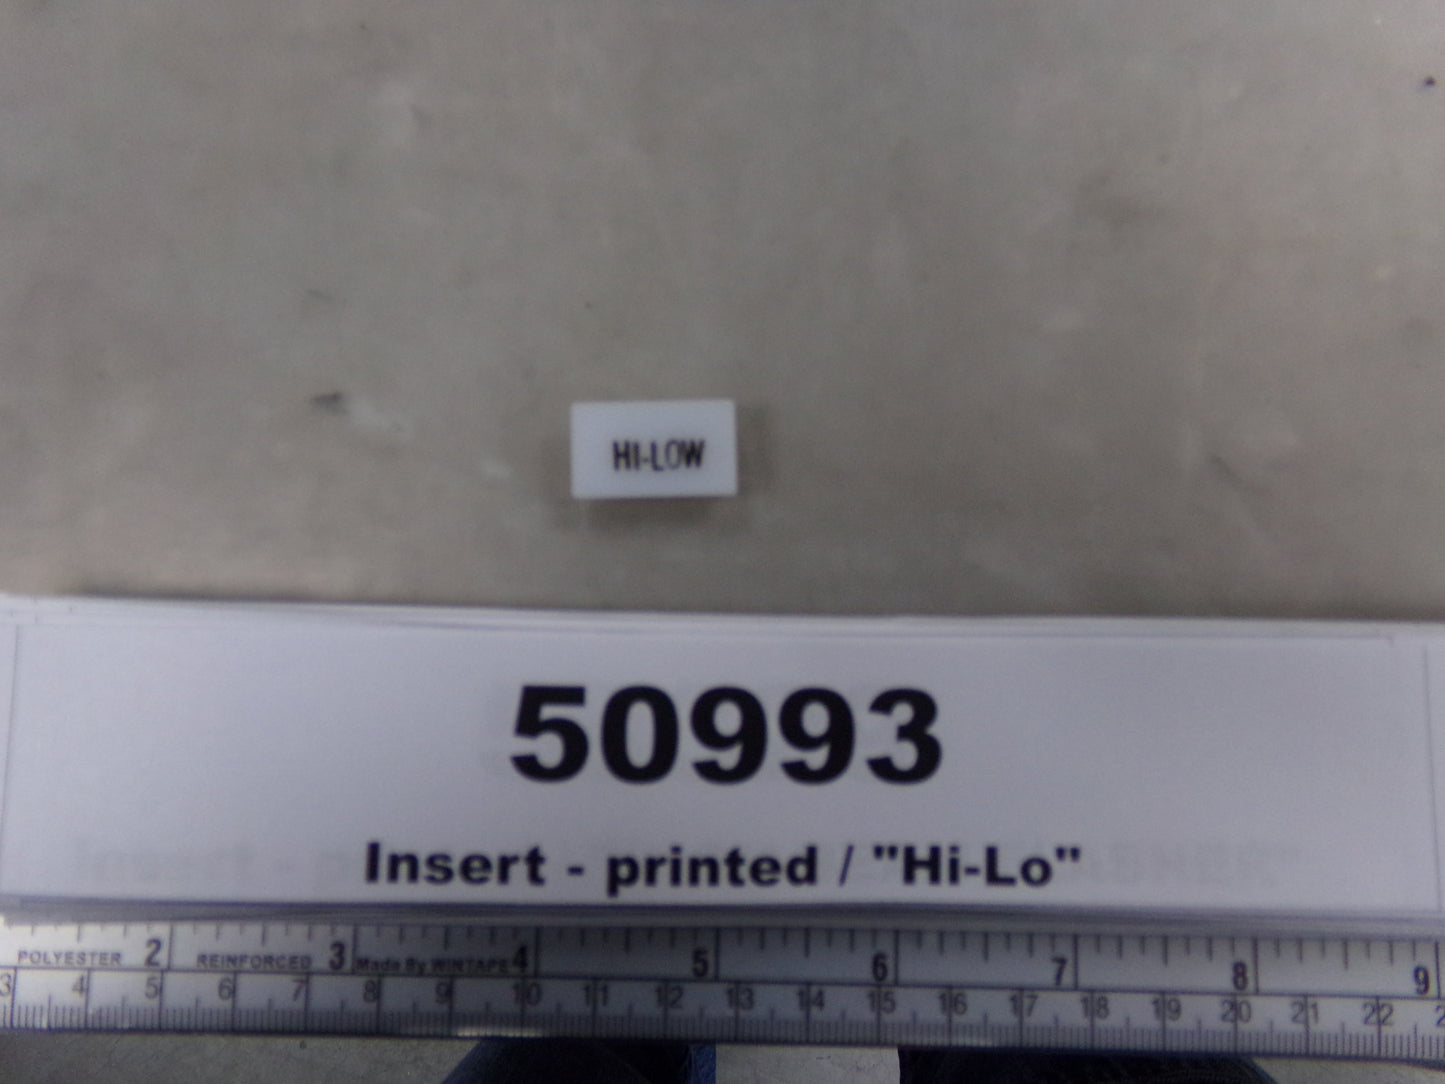 HI-LOW
50993
Insert - printed / "Hi-Lo"
POLYESTER 2 REINFORCED 3 Made By WINTAPE 4 5 6 7 8 9
3 4 5 6 7 8 9 10 11 12 13 14 15 16 17 18 19 20 21 22